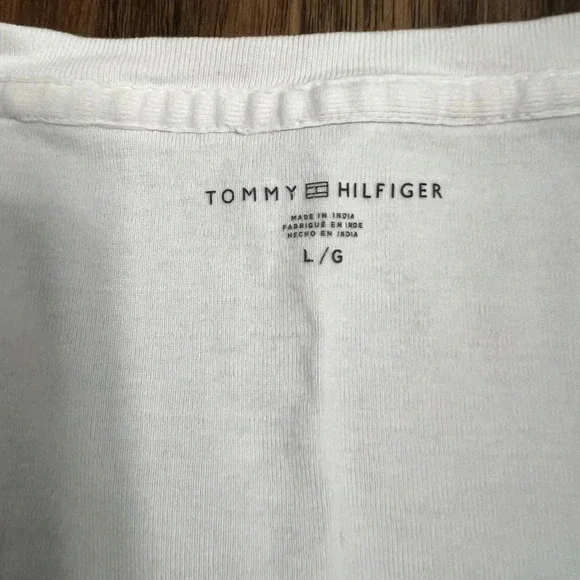 TOMMY HILFIGER
MADE IN INDIA
FABRIQUÉ EN INDE
HECHO EN INDIA
L/G